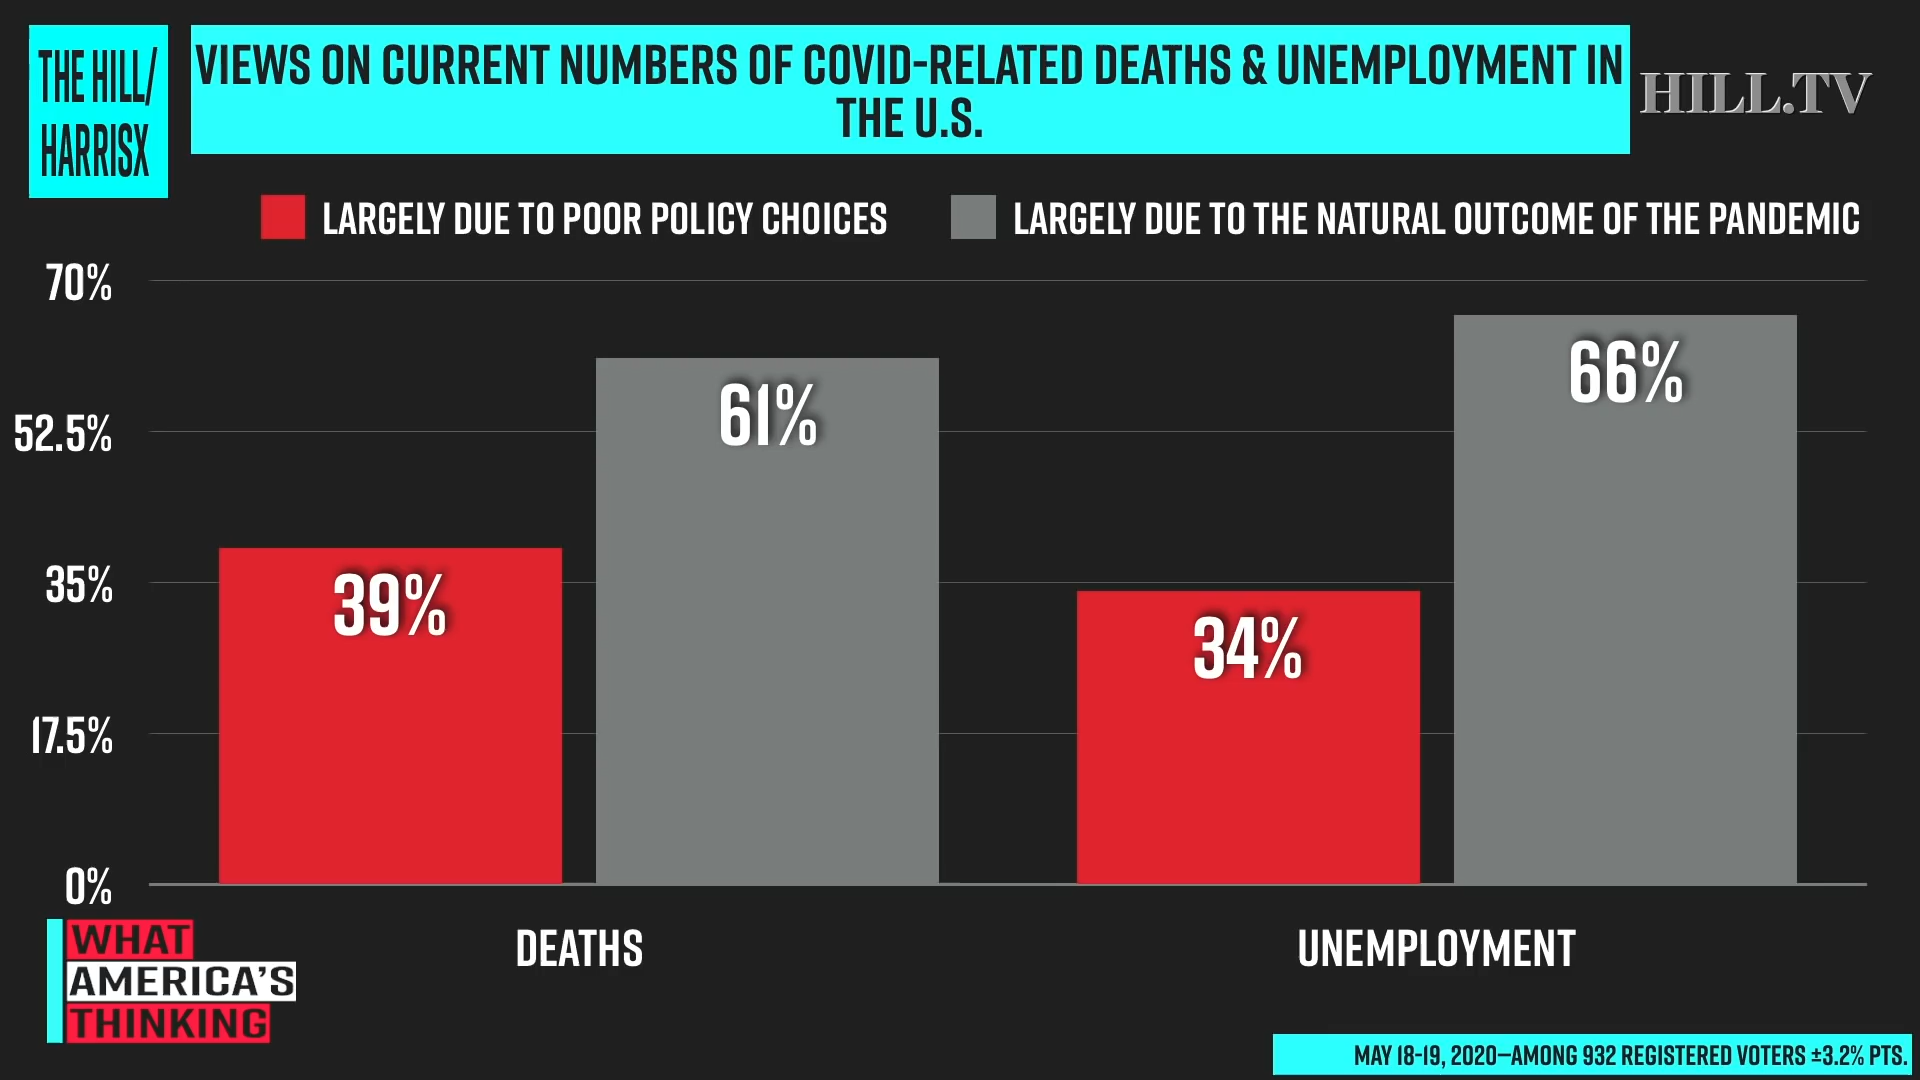 THE HILL/
HARRISX
VIEWS ON CURRENT NUMBERS OF COVID-RELATED DEATHS & UNEMPLOYMENT IN
THE U.S.
HILL.TV
LARGELY DUE TO POOR POLICY CHOICES
LARGELY DUE TO THE NATURAL OUTCOME OF THE PANDEMIC
70%
52.5%
35%
17.5%
0%
39%
61%
34%
66%
DEATHS
UNEMPLOYMENT
WHAT
AMERICA'S
THINKING
MAY 18-19, 2020—AMONG 932 REGISTERED VOTERS ±3.2% PTS.